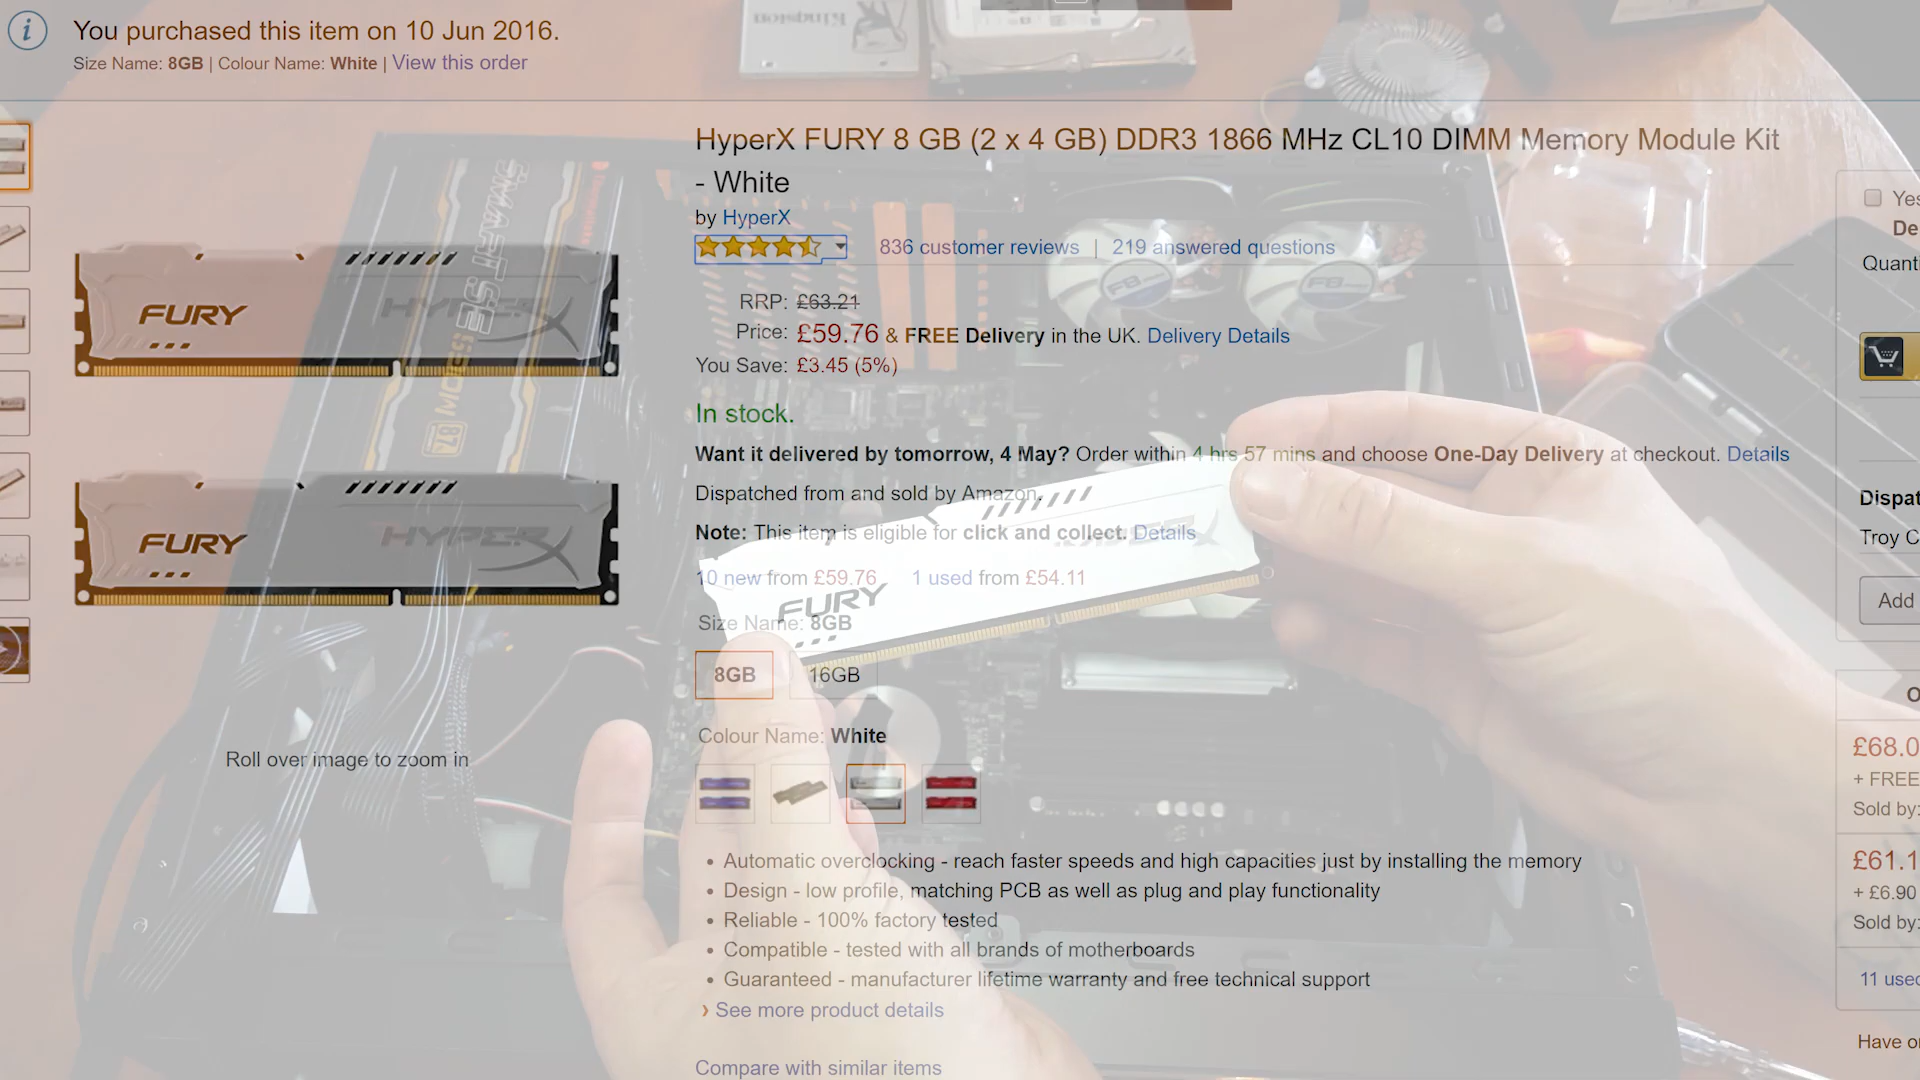 You purchased this item on 10 Jun 2016.
Size Name: 8GB | Colour Name: White | View this order
HyperX FURY 8 GB (2 x 4 GB) DDR3 1866 MHz CL10 DIMM Memory Module Kit
- White
by HyperX
836 customer reviews | 219 answered questions
RRP: £63.21
Price: £59.76 & FREE Delivery in the UK. Delivery Details
You Save: £3.45 (5%)
In stock.
Want it delivered by tomorrow, 4 May? Order within 4 hrs 57 mins and choose One-Day Delivery at checkout. Details
Dispatched from and sold by Amazon.
Note: This item is eligible for click and collect. Details
10 new from £59.76 1 used from £54.11
Size Name: 8GB
8GB 16GB
Colour Name: White
• Automatic overclocking - reach faster speeds and high capacities just by installing the memory
• Design - low profile, matching PCB as well as plug and play functionality
• Reliable - 100% factory tested
• Compatible - tested with all brands of motherboards
• Guaranteed - manufacturer lifetime warranty and free technical support
› See more product details
Compare with similar items
FURY HYPERX
FURY HYPERX
Roll over image to zoom in
FURY
Kingston
SMART SE
Yes
De
Quanti
Dispat
Troy C
Add
O
£68.0
+ FREE
Sold by:
£61.1
+ £6.90
Sold by:
11 used
Have o